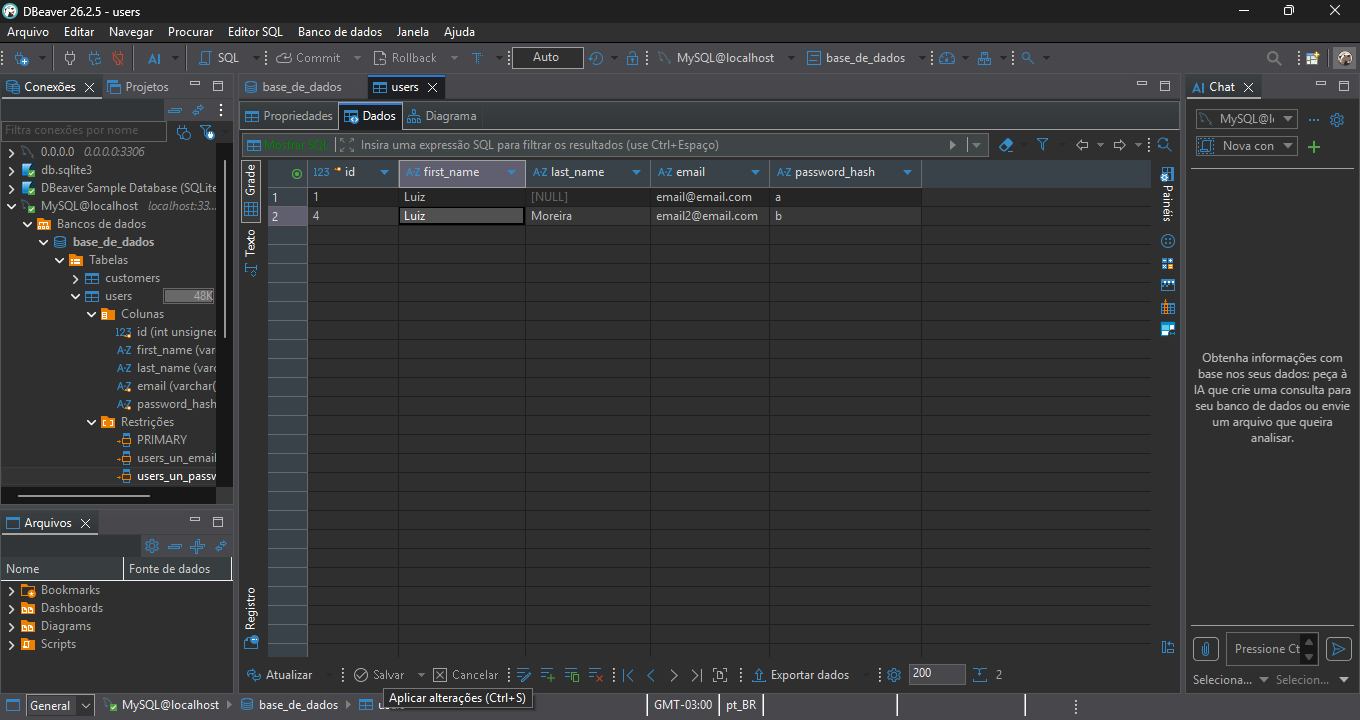 DBeaver 26.2.5 - users
Arquivo Editar Navegar Procurar Editor SQL Banco de dados Janela Ajuda
AI SQL Commit Rollback T Auto MySQL@localhost base_de_dados
Conexões Projetos
Filtra conexões por nome
0.0.0.0 0.0.0.0:3306
db.sqlite3
DBeaver Sample Database (SQLite
MySQL@localhost localhost:33...
Bancos de dados
base_de_dados
Tabelas
customers
users 48K
Colunas
123 id (int unsigned
A-Z first_name (var
A-Z last_name (varc
A-Z email (varchar(
A-Z password_hash
Restrições
PRIMARY
users_un_email
users_un_passw
Arquivos
Nome Fonte de dados
Bookmarks
Dashboards
Diagrams
Scripts
base_de_dados users
Propriedades Dados Diagrama
Mostrar SQL Insira uma expressão SQL para filtrar os resultados (use Ctrl+Espaço)
Grade
Texto
Registro
123 id A-Z first_name A-Z last_name A-Z email A-Z password_hash
1 1 Luiz [NULL] email@email.com a
2 4 Luiz Moreira email2@email.com b
Painéis
Atualizar Salvar Cancelar Exportar dados 200 2
Aplicar alterações (Ctrl+S)
AI Chat
MySQL@l
Nova con
Obtenha informações com
base nos seus dados: peça à
IA que crie uma consulta para
seu banco de dados ou envie
um arquivo que queira
analisar.
Pressione Ct
Seleciona... Selecion...
General MySQL@localhost base_de_dados
GMT-03:00 pt_BR